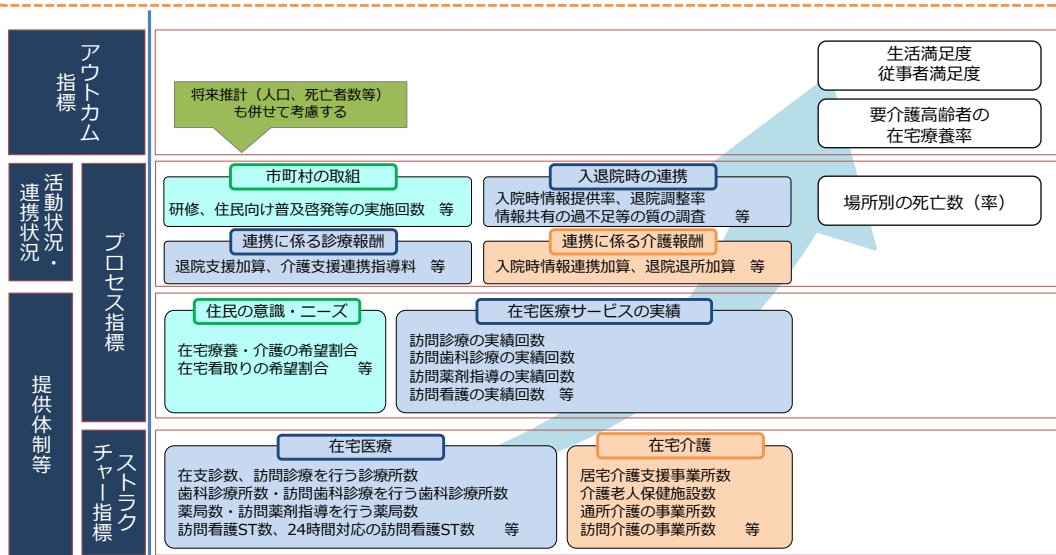 アウトカム
指標
将来推計（人口、死亡者数等）
も併せて考慮する
生活満足度
従事者満足度
要介護高齢者の
在宅療養率
活動状況・
連携状況
プロセス指標
市町村の取組
研修、住民向け普及啓発等の実施回数　等
入退院時の連携
入院時情報提供率、退院調整率
情報共有の過不足等の質の調査　　等
場所別の死亡数（率）
連携に係る診療報酬
退院支援加算、介護支援連携指導料　等
連携に係る介護報酬
入院時情報連携加算、退院退所加算　等
提供体制等
住民の意識・ニーズ
在宅療養・介護の希望割合
在宅看取りの希望割合　　等
在宅医療サービスの実績
訪問診療の実績回数
訪問歯科診療の実績回数
訪問薬剤指導の実績回数
訪問看護の実績回数　等
ストラク
チャー指標
在宅医療
在支診数、訪問診療を行う診療所数
歯科診療所数・訪問歯科診療を行う歯科診療所数
薬局数・訪問薬剤指導を行う薬局数
訪問看護ST数、24時間対応の訪問看護ST数　　等
在宅介護
居宅介護支援事業所数
介護老人保健施設数
通所介護の事業所数
訪問介護の事業所数　　等